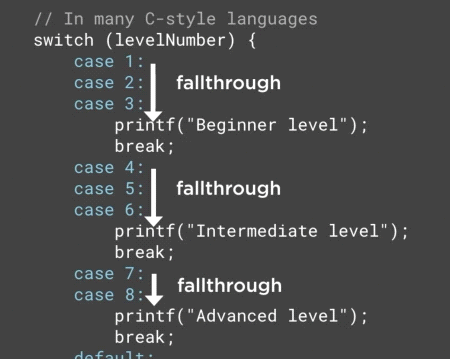 // In many C-style languages
switch (levelNumber) {
case 1:
case 2: fallthrough
case 3:
printf("Beginner level");
break;
case 4:
case 5: fallthrough
case 6:
printf("Intermediate level");
break;
case 7:
case 8: fallthrough
printf("Advanced level");
break;
default: